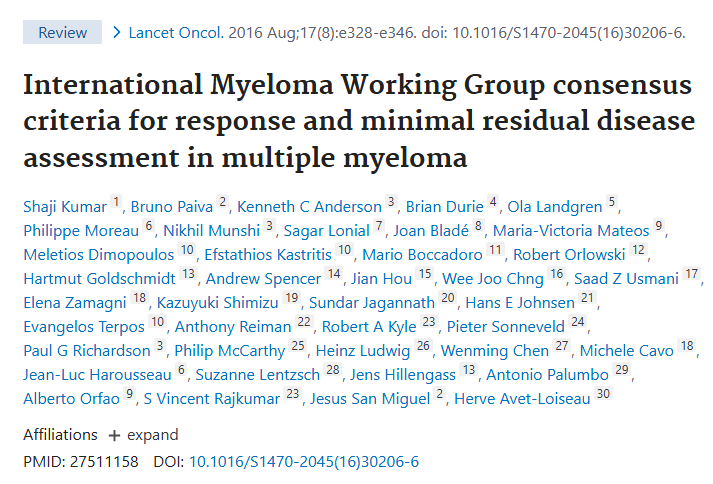 Review > Lancet Oncol. 2016 Aug;17(8):e328-e346. doi: 10.1016/S1470-2045(16)30206-6.
International Myeloma Working Group consensus
criteria for response and minimal residual disease
assessment in multiple myeloma
Shaji Kumar 1, Bruno Paiva 2, Kenneth C Anderson 3, Brian Durie 4, Ola Landgren 5,
Philippe Moreau 6, Nikhil Munshi 3, Sagar Lonial 7, Joan Bladé 8, Maria-Victoria Mateos 9,
Meletios Dimopoulos 10, Efstathios Kastritis 10, Mario Boccadoro 11, Robert Orlowski 12,
Hartmut Goldschmidt 13, Andrew Spencer 14, Jian Hou 15, Wee Joo Chng 16, Saad Z Usmani 17,
Elena Zamagni 18, Kazuyuki Shimizu 19, Sundar Jagannath 20, Hans E Johnsen 21,
Evangelos Terpos 10, Anthony Reiman 22, Robert A Kyle 23, Pieter Sonneveld 24,
Paul G Richardson 3, Philip McCarthy 25, Heinz Ludwig 26, Wenming Chen 27, Michele Cavo 18,
Jean-Luc Harousseau 6, Suzanne Lentzsch 28, Jens Hillengass 13, Antonio Palumbo 29,
Alberto Orfao 9, S Vincent Rajkumar 23, Jesus San Miguel 2, Herve Avet-Loiseau 30
Affiliations + expand
PMID: 27511158 DOI: 10.1016/S1470-2045(16)30206-6